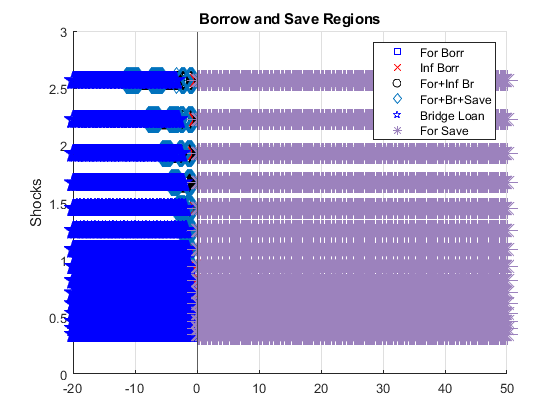 Borrow and Save Regions
3
2.5
2
1.5
1
0.5
0
Shocks
For Borr
Inf Borr
For+Inf Br
For+Br+Save
Bridge Loan
For Save
-20 -10 0 10 20 30 40 50